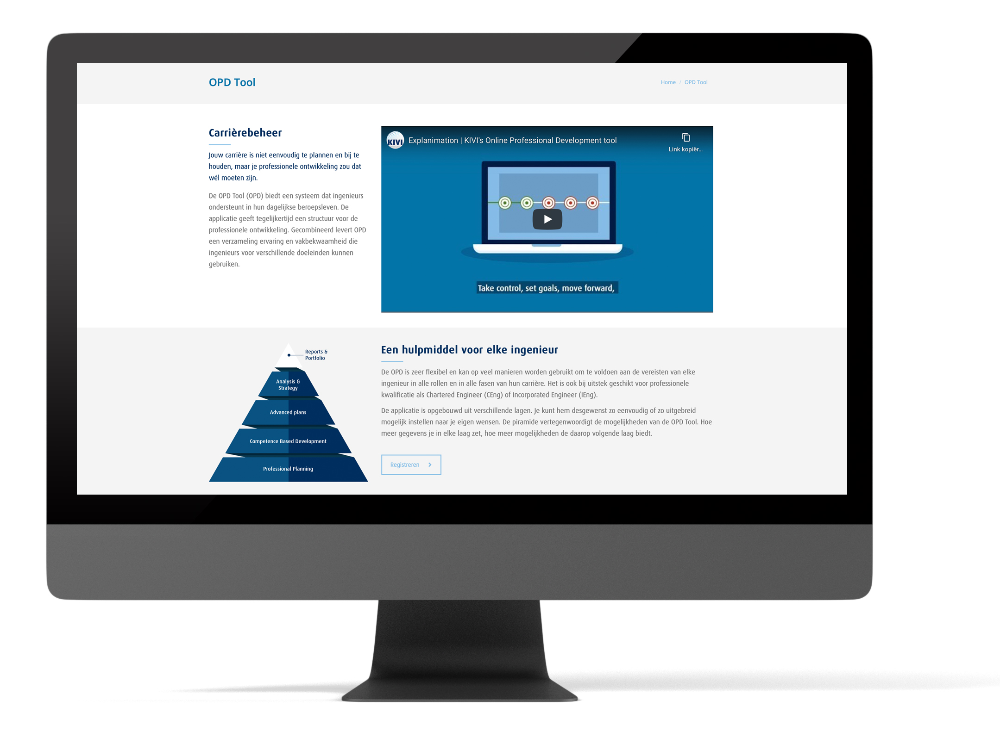 OPD Tool
Home / OPD Tool
Carrièrebeheer
Jouw carrière is niet eenvoudig te plannen en bij te
houden, maar je professionele ontwikkeling zou dat
wél moeten zijn.
De OPD Tool (OPD) biedt een systeem dat ingenieurs
ondersteunt in hun dagelijkse beroepsleven. De
applicatie geeft tegelijkertijd een structuur voor de
professionele ontwikkeling. Gecombineerd levert OPD
een verzameling ervaring en vakbekwaamheid die
ingenieurs voor verschillende doeleinden kunnen
gebruiken.
KIVI
Explanimation | KIVI's Online Professional Development tool
Link kopiër...
Take control, set goals, move forward,
Reports &
Portfolio
Analysis &
Strategy
Advanced plans
Competence Based Development
Professional Planning
Een hulpmiddel voor elke ingenieur
De OPD is zeer flexibel en kan op veel manieren worden gebruikt om te voldoen aan de vereisten van elke
ingenieur in alle rollen en in alle fasen van hun carrière. Het is ook bij uitstek geschikt voor professionele
kwalificatie als Chartered Engineer (CEng) of Incorporated Engineer (IEng).
De applicatie is opgebouwd uit verschillende lagen. Je kunt hem desgewenst zo eenvoudig of zo uitgebreid
mogelijk instellen naar je eigen wensen. De piramide vertegenwoordigt de mogelijkheden van de OPD Tool. Hoe
meer gegevens je in elke laag zet, hoe meer mogelijkheden de daarop volgende laag biedt.
Registreren